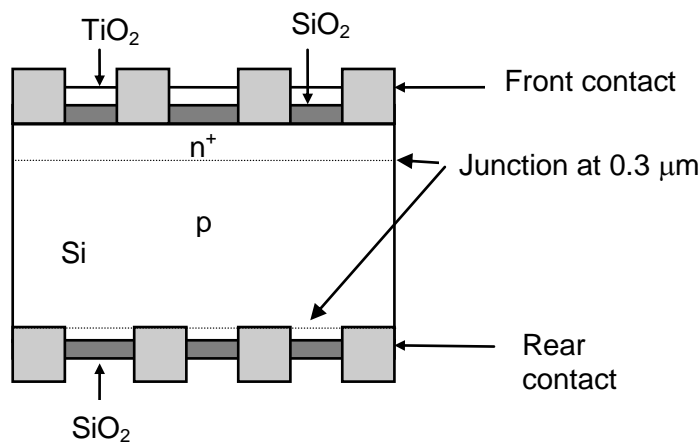 TiO₂
SiO₂
Front contact
n⁺
Junction at 0.3 μm
p
Si
Rear
contact
SiO₂